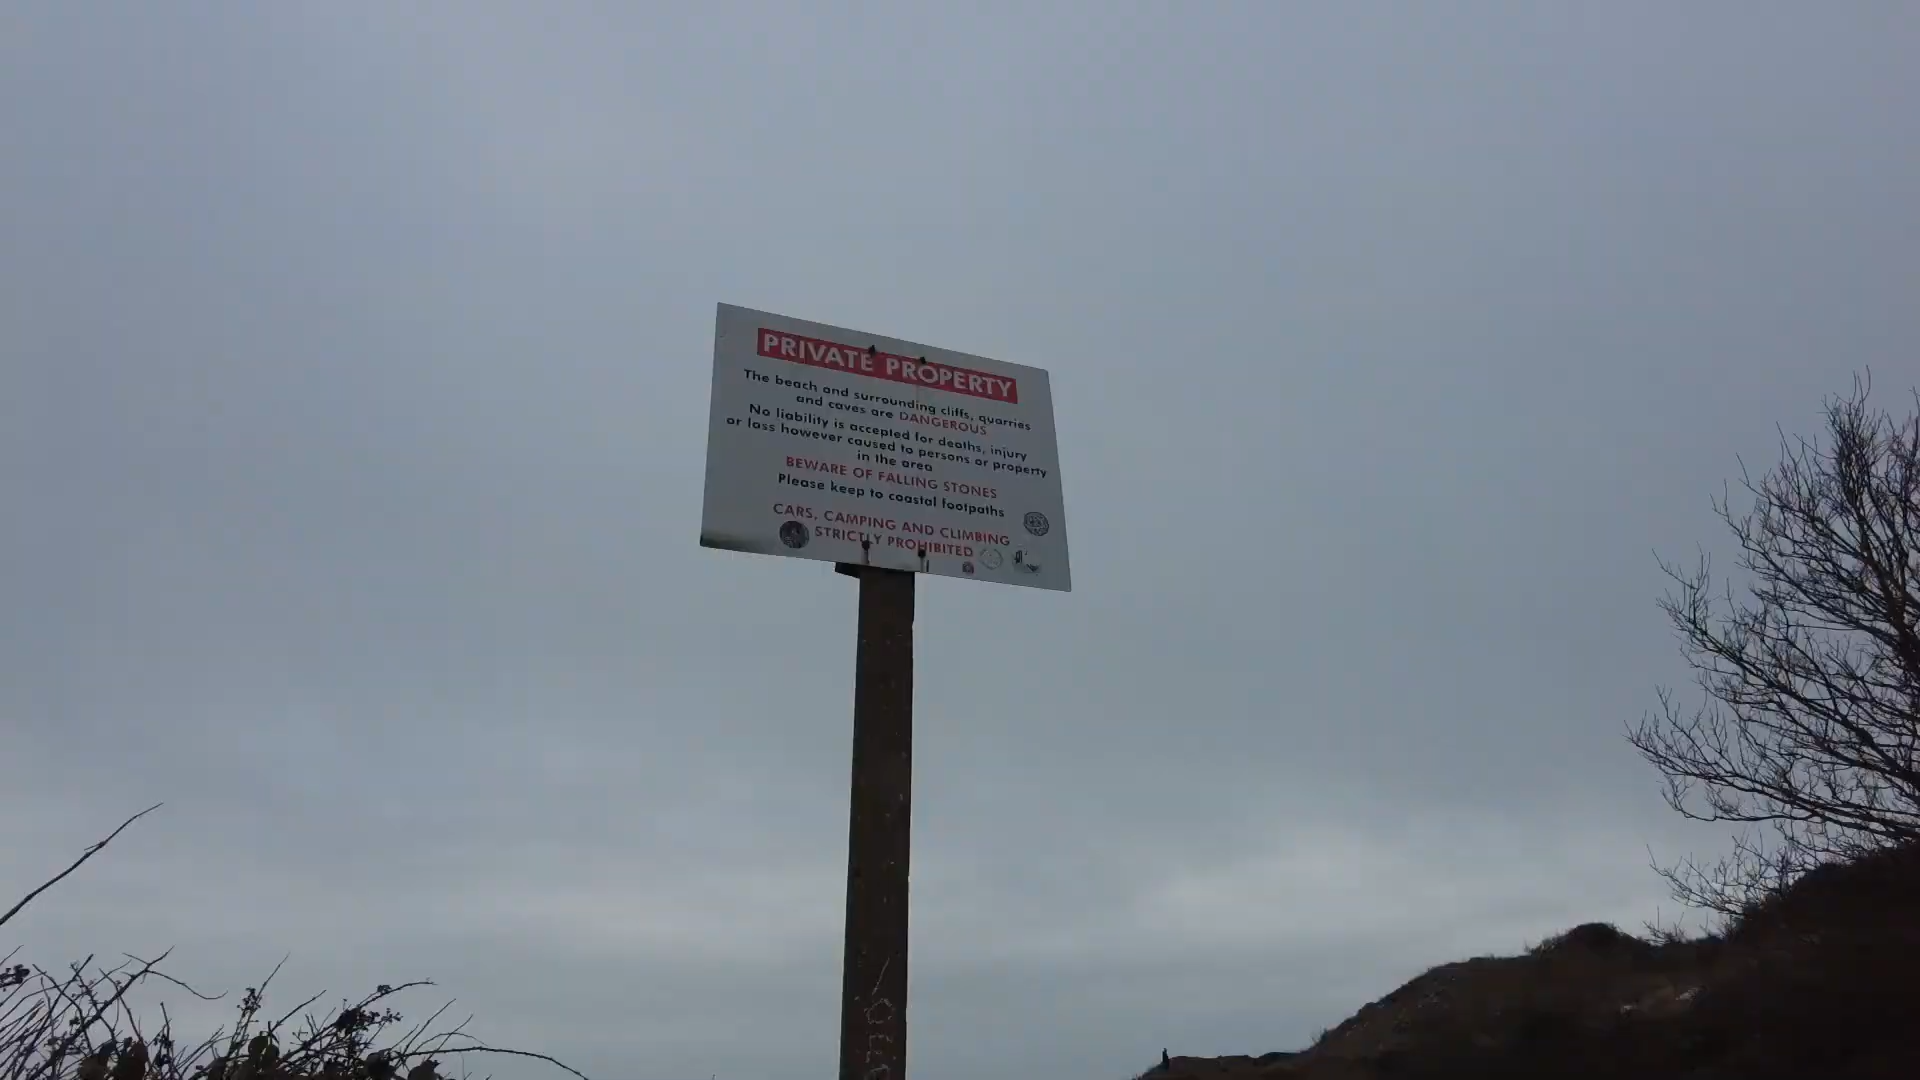 PRIVATE PROPERTY
The beach and surrounding cliffs, quarries
and caves are DANGEROUS
No liability is accepted for deaths, injury
or loss however caused to persons or property
in the area
BEWARE OF FALLING STONES
Please keep to coastal footpaths
CARS, CAMPING AND CLIMBING
STRICTLY PROHIBITED